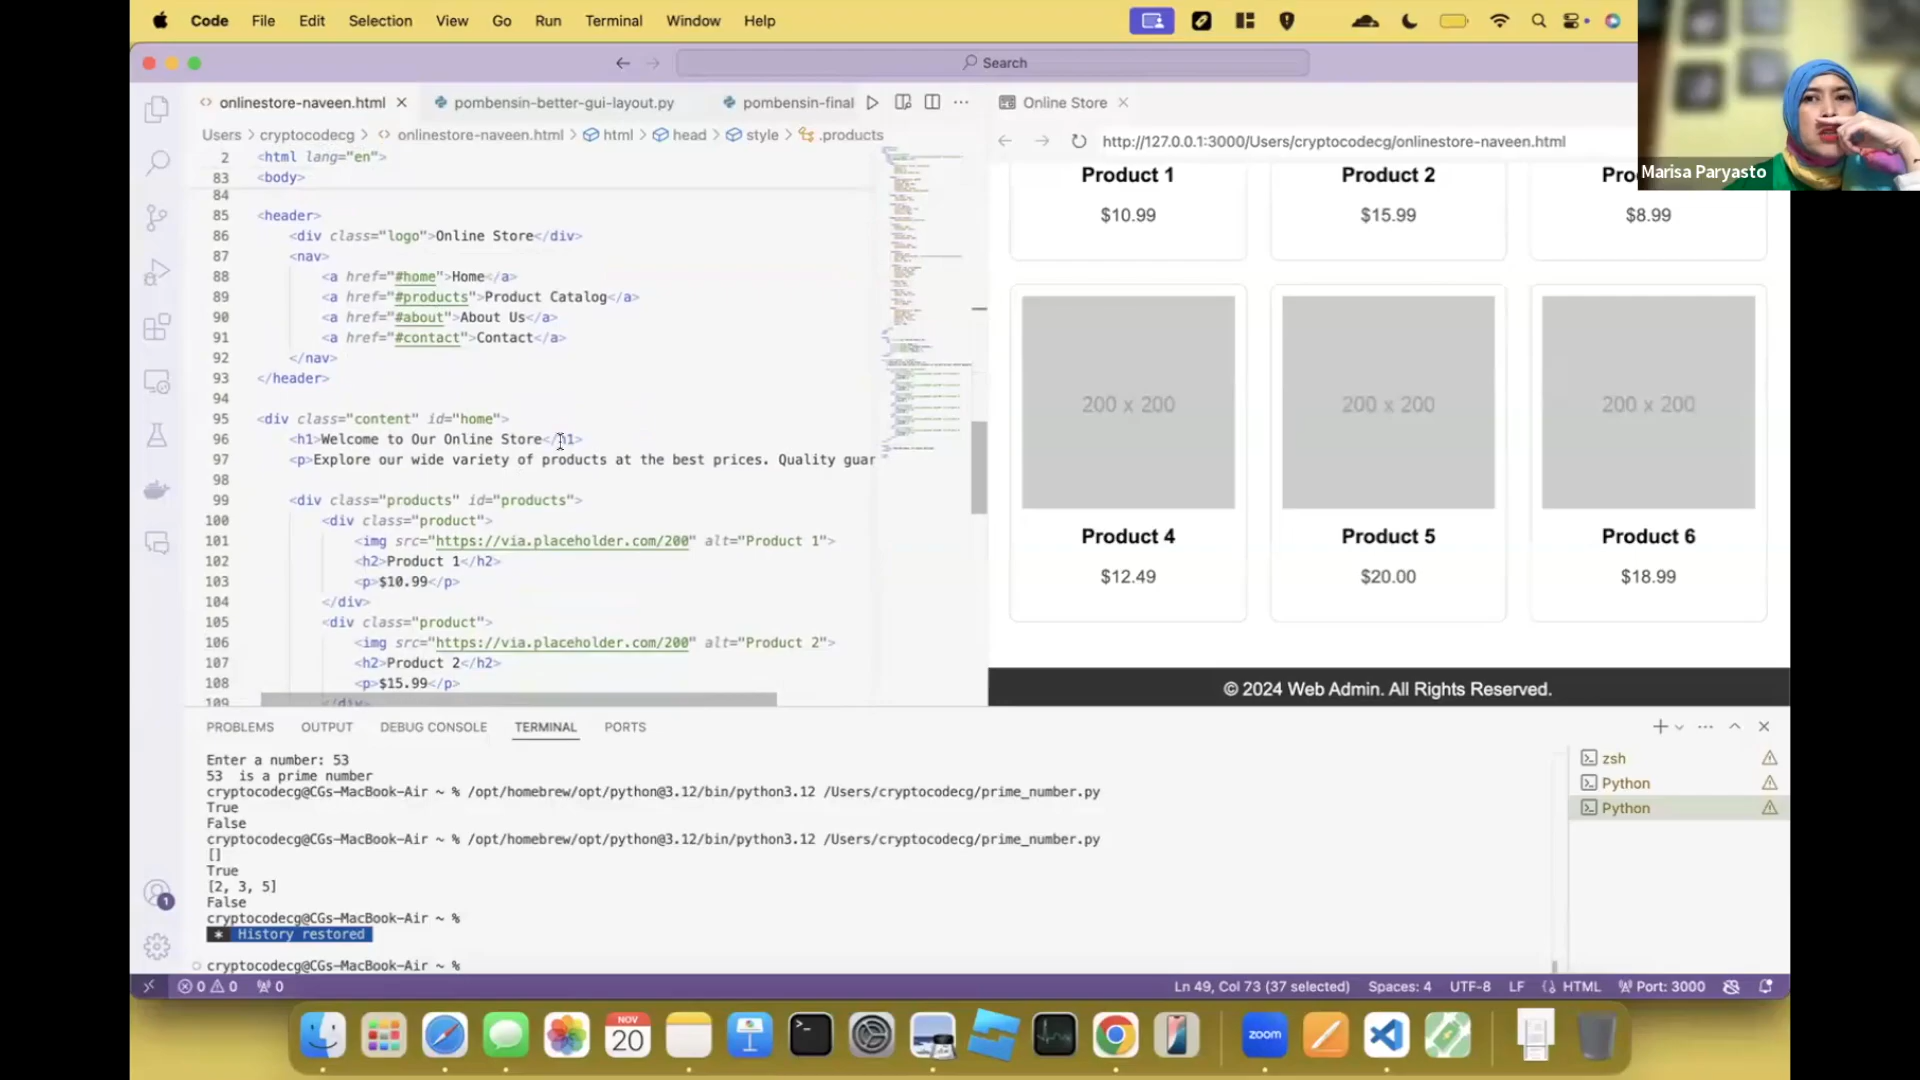 Code File Edit Selection View Go Run Terminal Window Help
Search
onlinestore-naveen.html pombensin-better-gui-layout.py pombensin-final
Users > cryptocodecg > onlinestore-naveen.html > html > head > style > .products
2 <html lang="en">
83 <body>
84
85 <header>
86 <div class="logo">Online Store</div>
87 <nav>
88 <a href="#home">Home</a>
89 <a href="#products">Product Catalog</a>
90 <a href="#about">About Us</a>
91 <a href="#contact">Contact</a>
92 </nav>
93 </header>
94
95 <div class="content" id="home">
96 <h1>Welcome to Our Online Store</h1>
97 <p>Explore our wide variety of products at the best prices. Quality guar
98
99 <div class="products" id="products">
100 <div class="product">
101 <img src="https://via.placeholder.com/200" alt="Product 1">
102 <h2>Product 1</h2>
103 <p>$10.99</p>
104 </div>
105 <div class="product">
106 <img src="https://via.placeholder.com/200" alt="Product 2">
107 <h2>Product 2</h2>
108 <p>$15.99</p>
109 </div>
Online Store
http://127.0.0.1:3000/Users/cryptocodecg/onlinestore-naveen.html
Product 1 Product 2 Pro
$10.99 $15.99 $8.99
200 x 200 200 x 200 200 x 200
Product 4 Product 5 Product 6
$12.49 $20.00 $18.99
© 2024 Web Admin. All Rights Reserved.
Marisa Paryasto
PROBLEMS OUTPUT DEBUG CONSOLE TERMINAL PORTS
Enter a number: 53
53 is a prime number
cryptocodecg@CGs-MacBook-Air ~ % /opt/homebrew/opt/python@3.12/bin/python3.12 /Users/cryptocodecg/prime_number.py
True
False
cryptocodecg@CGs-MacBook-Air ~ % /opt/homebrew/opt/python@3.12/bin/python3.12 /Users/cryptocodecg/prime_number.py
[]
True
[2, 3, 5]
False
cryptocodecg@CGs-MacBook-Air ~ %
* History restored
cryptocodecg@CGs-MacBook-Air ~ %
zsh
Python
Python
1
0 0 0
Ln 49, Col 73 (37 selected) Spaces: 4 UTF-8 LF HTML Port: 3000
NOV
20
zoom